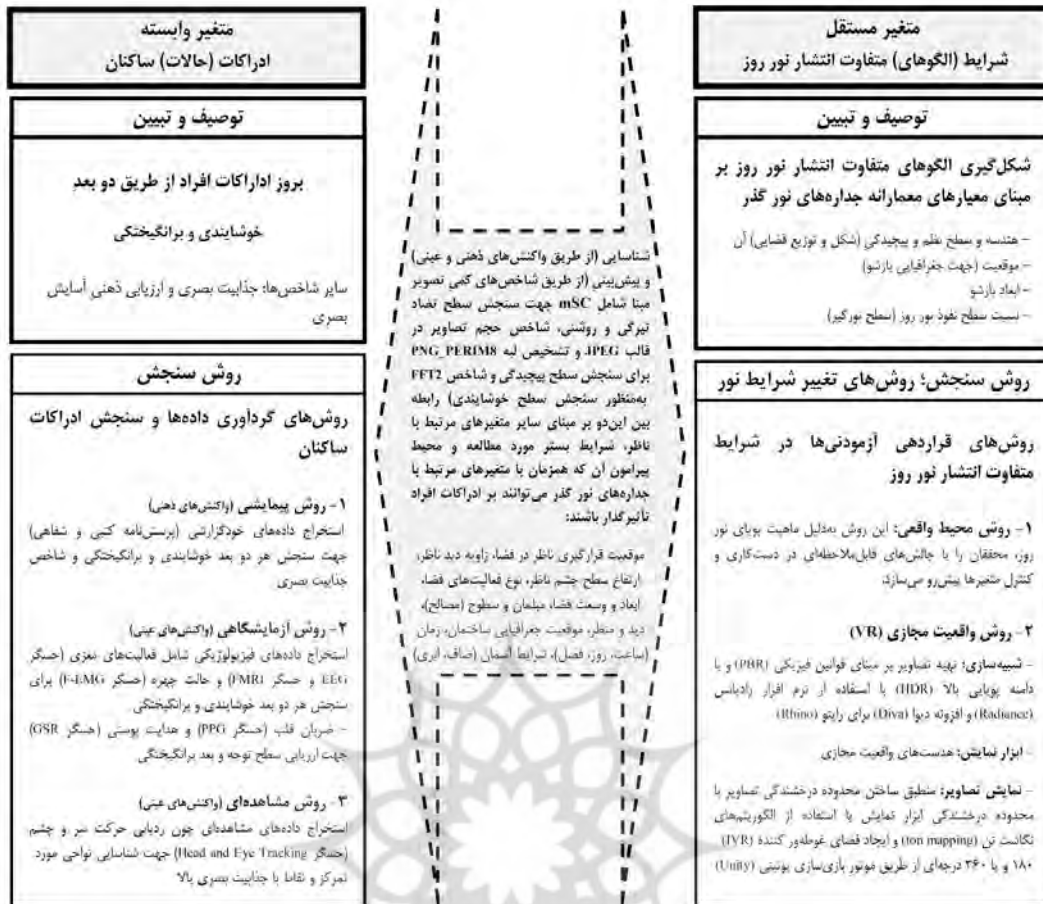 متغیر مستقل
شرایط (الگوهای) متفاوت انتشار نور روز
توصیف و تبیین
شکل‌گیری الگوهای متفاوت انتشار نور روز بر
مبنای معیارهای معمارانه جداره‌های نور گذر
- هندسه و سطح نظم و پیچیدگی (شکل و توزیع فضایی) آن
- موقعیت (جهت جغرافیایی بازشو)
- ابعاد بازشو
- نسبت سطح نفوذ نور روز (سطح نورگیر)
روش سنجش؛ روش‌های تغییر شرایط نور
روش‌های قراردهی آزمودنی‌ها در شرایط
متفاوت انتشار نور روز
۱- روش محیط واقعی: این روش به‌دلیل ماهیت پویای نور
روز، محققان را با چالش‌های قابل‌ملاحظه‌ای در دست‌کاری و
کنترل متغیرها پیش‌رو می‌سازد.
۲- روش واقعیت مجازی (VR)
- شبیه‌سازی: تهیه تصاویر بر مبنای قوانین فیزیکی (PBR) و با
دامنه پویایی بالا (HDR) با استفاده از نرم افزار رادیانس
(Radiance) و افزونه دیوا (Diva) برای راینو (Rhino)
- ابزار نمایش: هدست‌های واقعیت مجازی
- نمایش تصاویر: منطبق ساختن محدوده درخشندگی تصاویر با
محدوده درخشندگی ابزار نمایش با استفاده از الگوریتم‌های
نگاشت تن (ton mapping) و ایجاد فضای غوطه‌ور کننده (IVR)
۱۸۰ و یا ۳۶۰ درجه‌ای از طریق موتور بازی‌سازی یونیتی (Unity)
شناسایی (از طریق واکنش‌های ذهنی و عینی)
و پیش‌بینی (از طریق شاخص‌های کمی تصویر
مبنا شامل mSC جهت سنجش سطح تضاد
تیرگی و روشنی، شاخص حجم تصاویر در
قالب JPEG و تشخیص لبه PNG_PERIM8
برای سنجش سطح پیچیدگی و شاخص FFT2
به‌منظور سنجش سطح خوشایندی) رابطه
بین این‌دو بر مبنای سایر متغیرهای مرتبط با
ناظر، شرایط بستر مورد مطالعه و محیط
پیرامون آن که همزمان با متغیرهای مرتبط با
جداره‌های نور گذر می‌توانند بر ادراکات افراد
تأثیرگذار باشند:
موقعیت قرارگیری ناظر در فضا، زاویه دید ناظر،
ارتفاع سطح چشم ناظر، نوع فعالیت‌های فضا،
ابعاد و وسعت فضا، مبلمان و سطوح (مصالح)،
دید و منظر، موقعیت جغرافیایی ساختمان، زمان
(ساعت، روز، فصل)، شرایط آسمان (صاف، ابری)
متغیر وابسته
ادراکات (حالات) ساکنان
توصیف و تبیین
بروز اداراکات افراد از طریق دو بعد
خوشایندی و برانگیختگی
سایر شاخص‌ها: جذابیت بصری و ارزیابی ذهنی آسایش
بصری
روش سنجش
روش‌های گردآوری داده‌ها و سنجش ادراکات
ساکنان
۱- روش پیمایشی (واکنش‌های ذهنی)
استخراج داده‌های خودگزارشی (پرسش‌نامه کتبی و شفاهی)
جهت سنجش هر دو بعد خوشایندی و برانگیختگی و شاخص
جذابیت بصری
۲- روش آزمایشگاهی (واکنش‌های عینی)
استخراج داده‌های فیزیولوژیکی شامل فعالیت‌های مغزی (حسگر
EEG و حسگر FMRI) و حالت چهره (حسگر F-EMG) برای
سنجش هر دو بعد خوشایندی و برانگیختگی
- ضربان قلب (حسگر PPG) و هدایت پوستی (حسگر GSR)
جهت ارزیابی سطح توجه و بعد برانگیختگی
۳- روش مشاهده‌ای (واکنش‌های عینی)
استخراج داده‌های مشاهده‌ای چون ردیابی حرکت سر و چشم
(حسگر Head and Eye Tracking) جهت شناسایی نواحی مورد
تمرکز و نقاط با جذابیت بصری بالا